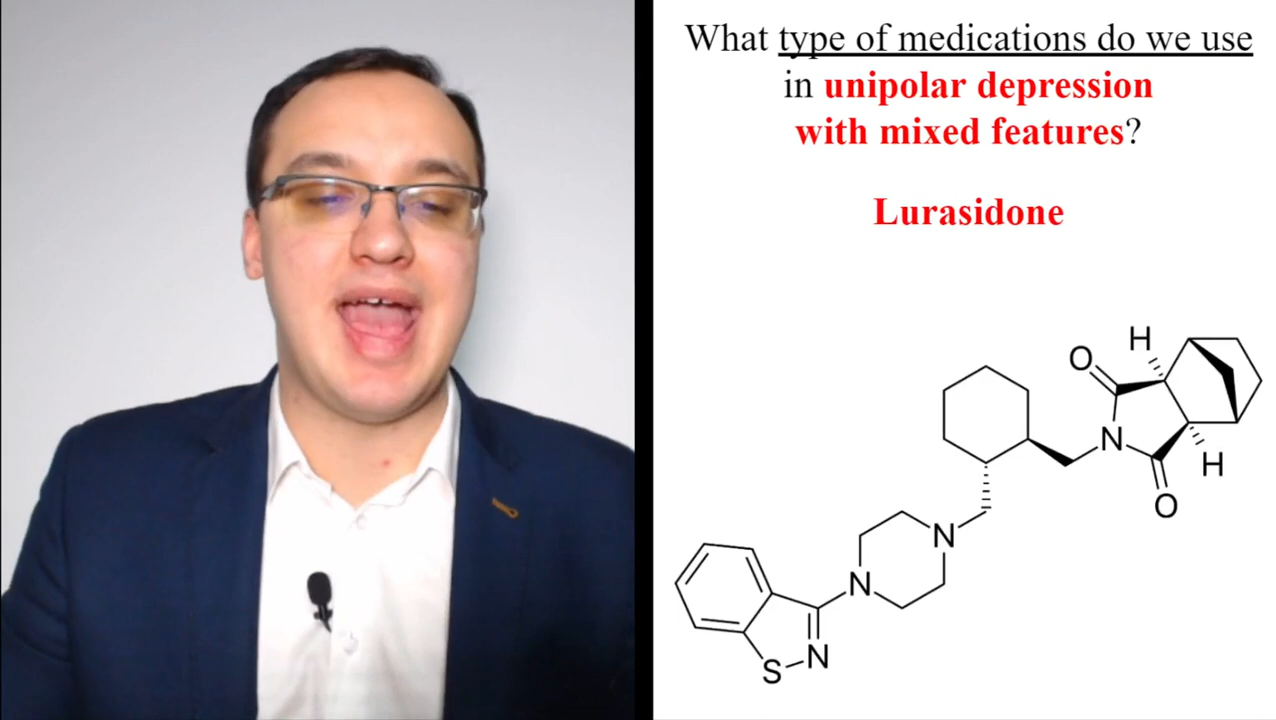 What type of medications do we use
in unipolar depression
with mixed features?
Lurasidone
H
O
N
H
O
N
N
S
N